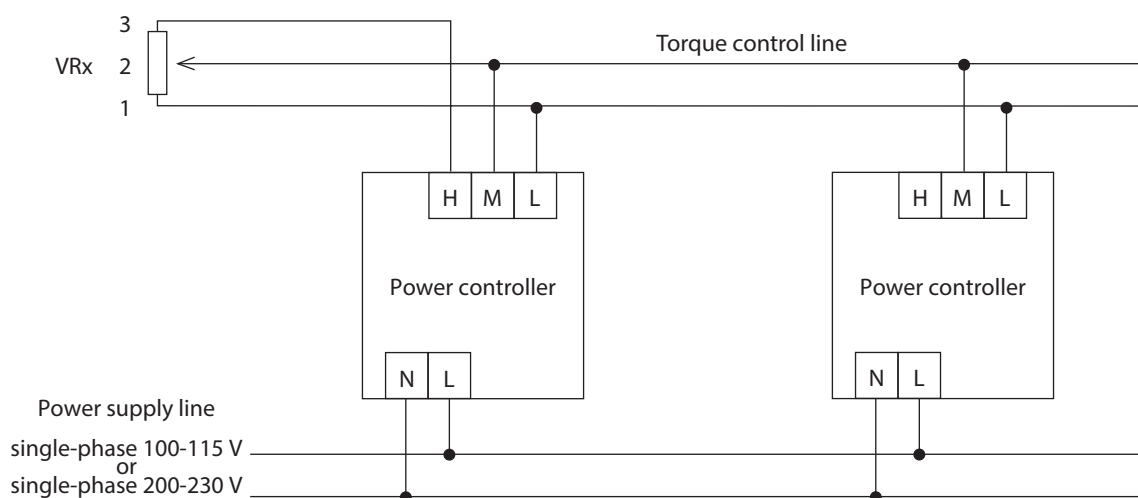 3
Torque control line
VRx 2
1
H M L H M L
Power controller Power controller
N L N L
Power supply line
single-phase 100-115 V
or
single-phase 200-230 V